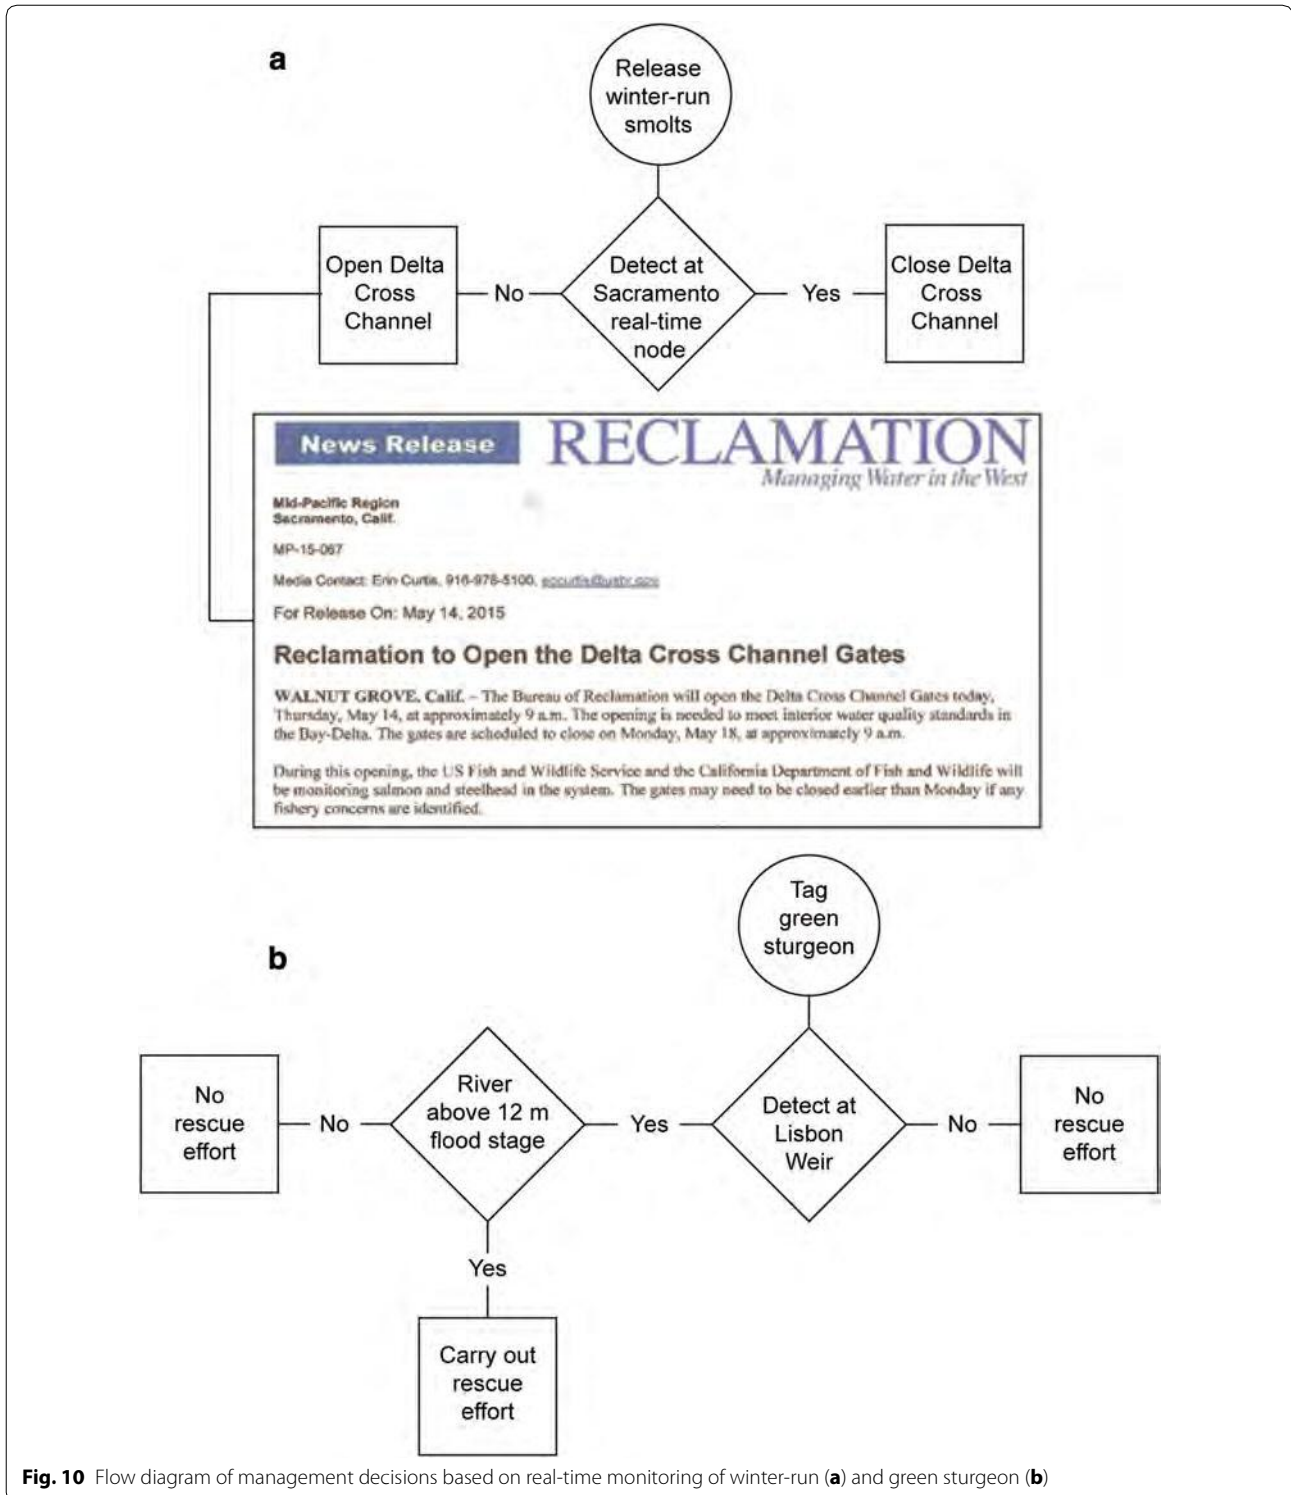 a
Release
winter-run
smolts
Open Delta
Cross
Channel
No
Detect at
Sacramento
real-time
node
Yes
Close Delta
Cross
Channel
News Release
RECLAMATION
Managing Water in the West
Mid-Pacific Region
Sacramento, Calif.
MP-15-067
Media Contact: Erin Curtis, 916-978-5100,
For Release On: May 14, 2015
Reclamation to Open the Delta Cross Channel Gates
WALNUT GROVE, Calif. – The Bureau of Reclamation will open the Delta Cross Channel Gates today,
Thursday, May 14, at approximately 9 a.m. The opening is needed to meet interior water quality standards in
the Bay-Delta. The gates are scheduled to close on Monday, May 18, at approximately 9 a.m.
During this opening, the US Fish and Wildlife Service and the California Department of Fish and Wildlife will
be monitoring salmon and steelhead in the system. The gates may need to be closed earlier than Monday if any
fishery concerns are identified.
b
Tag
green
sturgeon
No
rescue
effort
No
River
above 12 m
flood stage
Yes
Detect at
Lisbon
Weir
No
No
rescue
effort
Yes
Carry out
rescue
effort
Fig. 10 Flow diagram of management decisions based on real-time monitoring of winter-run (a) and green sturgeon (b)